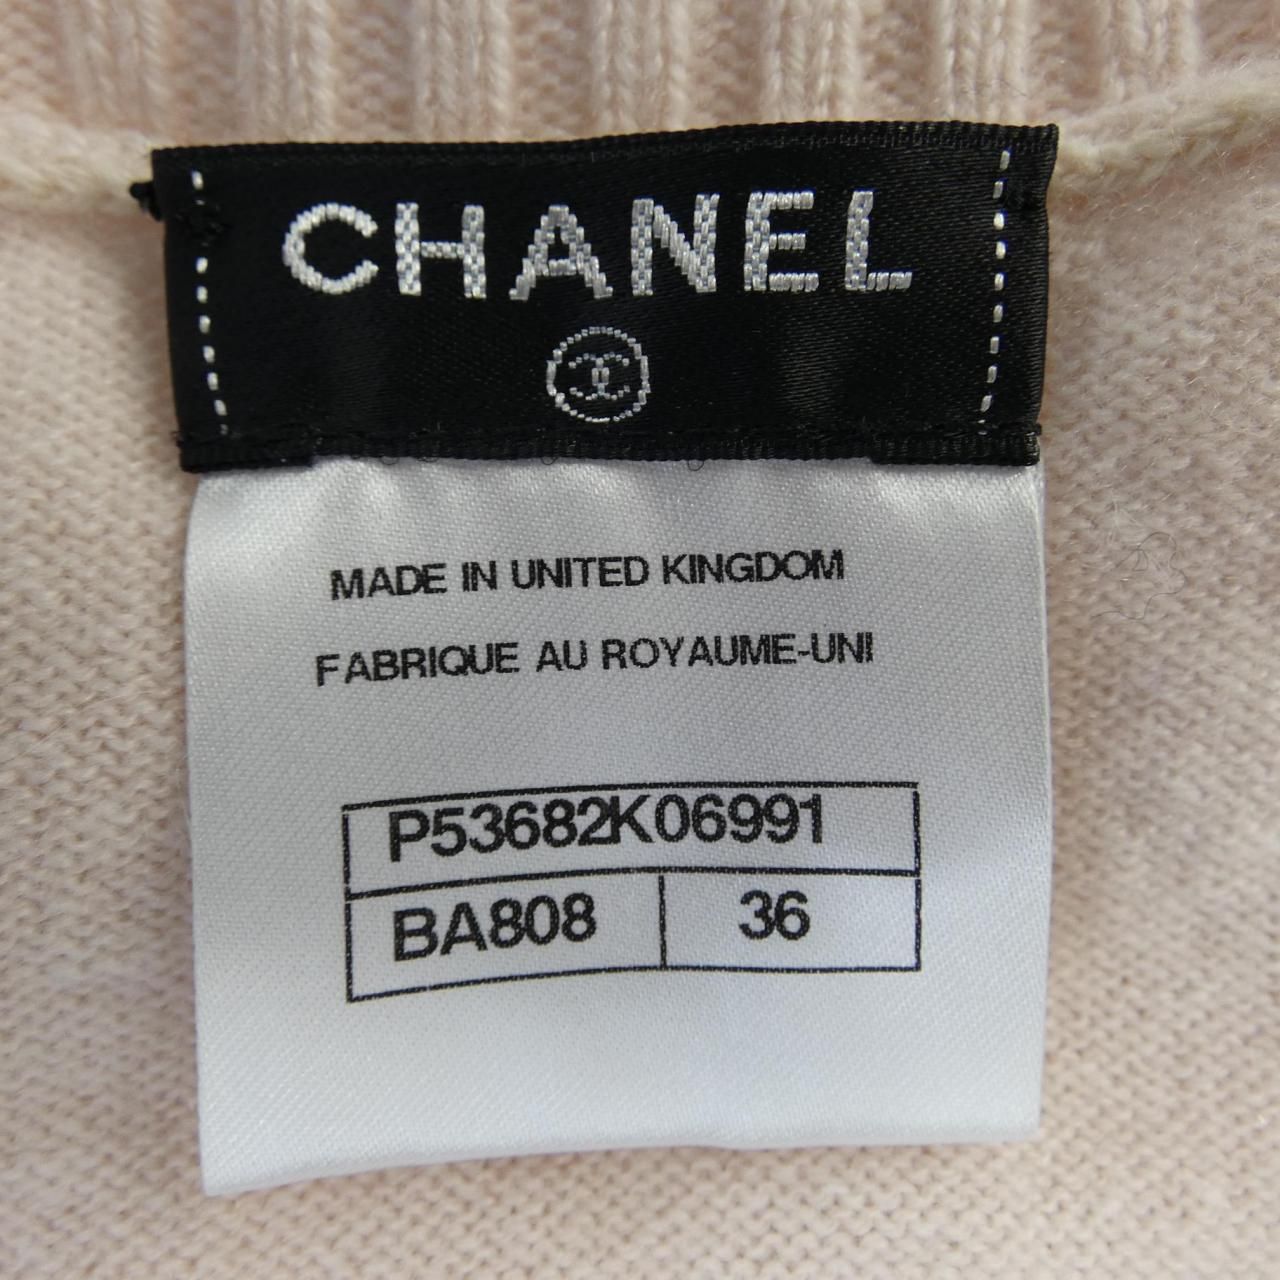 CHANEL
MADE IN UNITED KINGDOM
FABRIQUE AU ROYAUME-UNI
P53682K06991
BA808 36